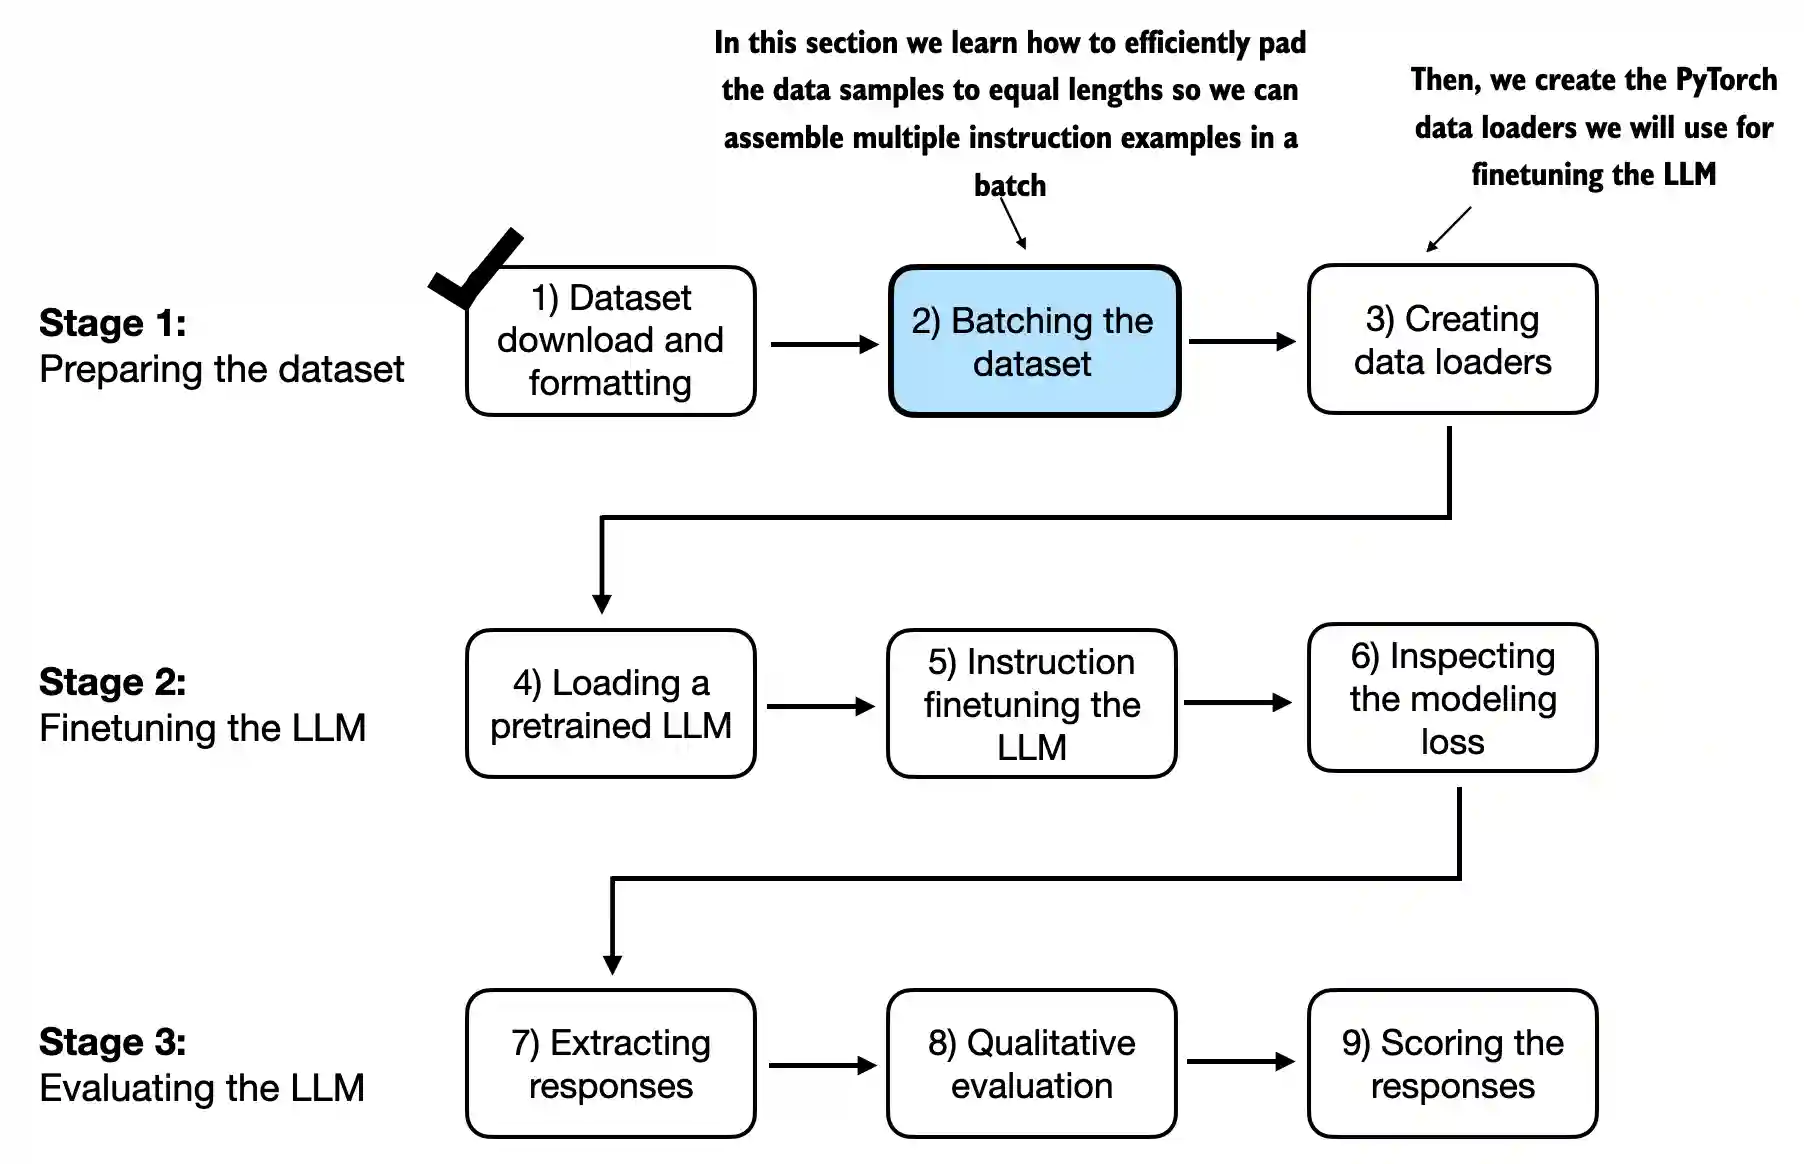 In this section we learn how to efficiently pad
the data samples to equal lengths so we can
assemble multiple instruction examples in a
batch
Then, we create the PyTorch
data loaders we will use for
finetuning the LLM
Stage 1:
Preparing the dataset
1) Dataset
download and
formatting
2) Batching the
dataset
3) Creating
data loaders
Stage 2:
Finetuning the LLM
4) Loading a
pretrained LLM
5) Instruction
finetuning the
LLM
6) Inspecting
the modeling
loss
Stage 3:
Evaluating the LLM
7) Extracting
responses
8) Qualitative
evaluation
9) Scoring the
responses